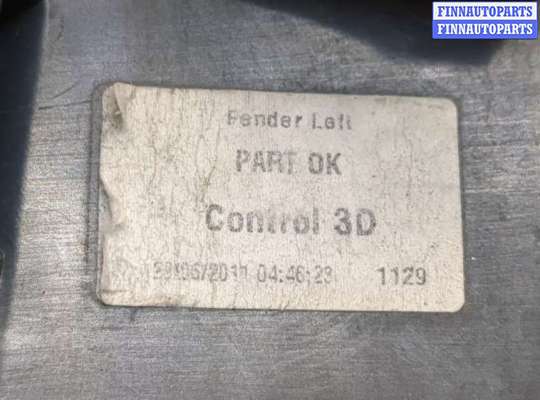 FINNAUTOPARTS
FINNAUTOPARTS
Fender Left
PART OK
Control 3D
04:46:23 1129